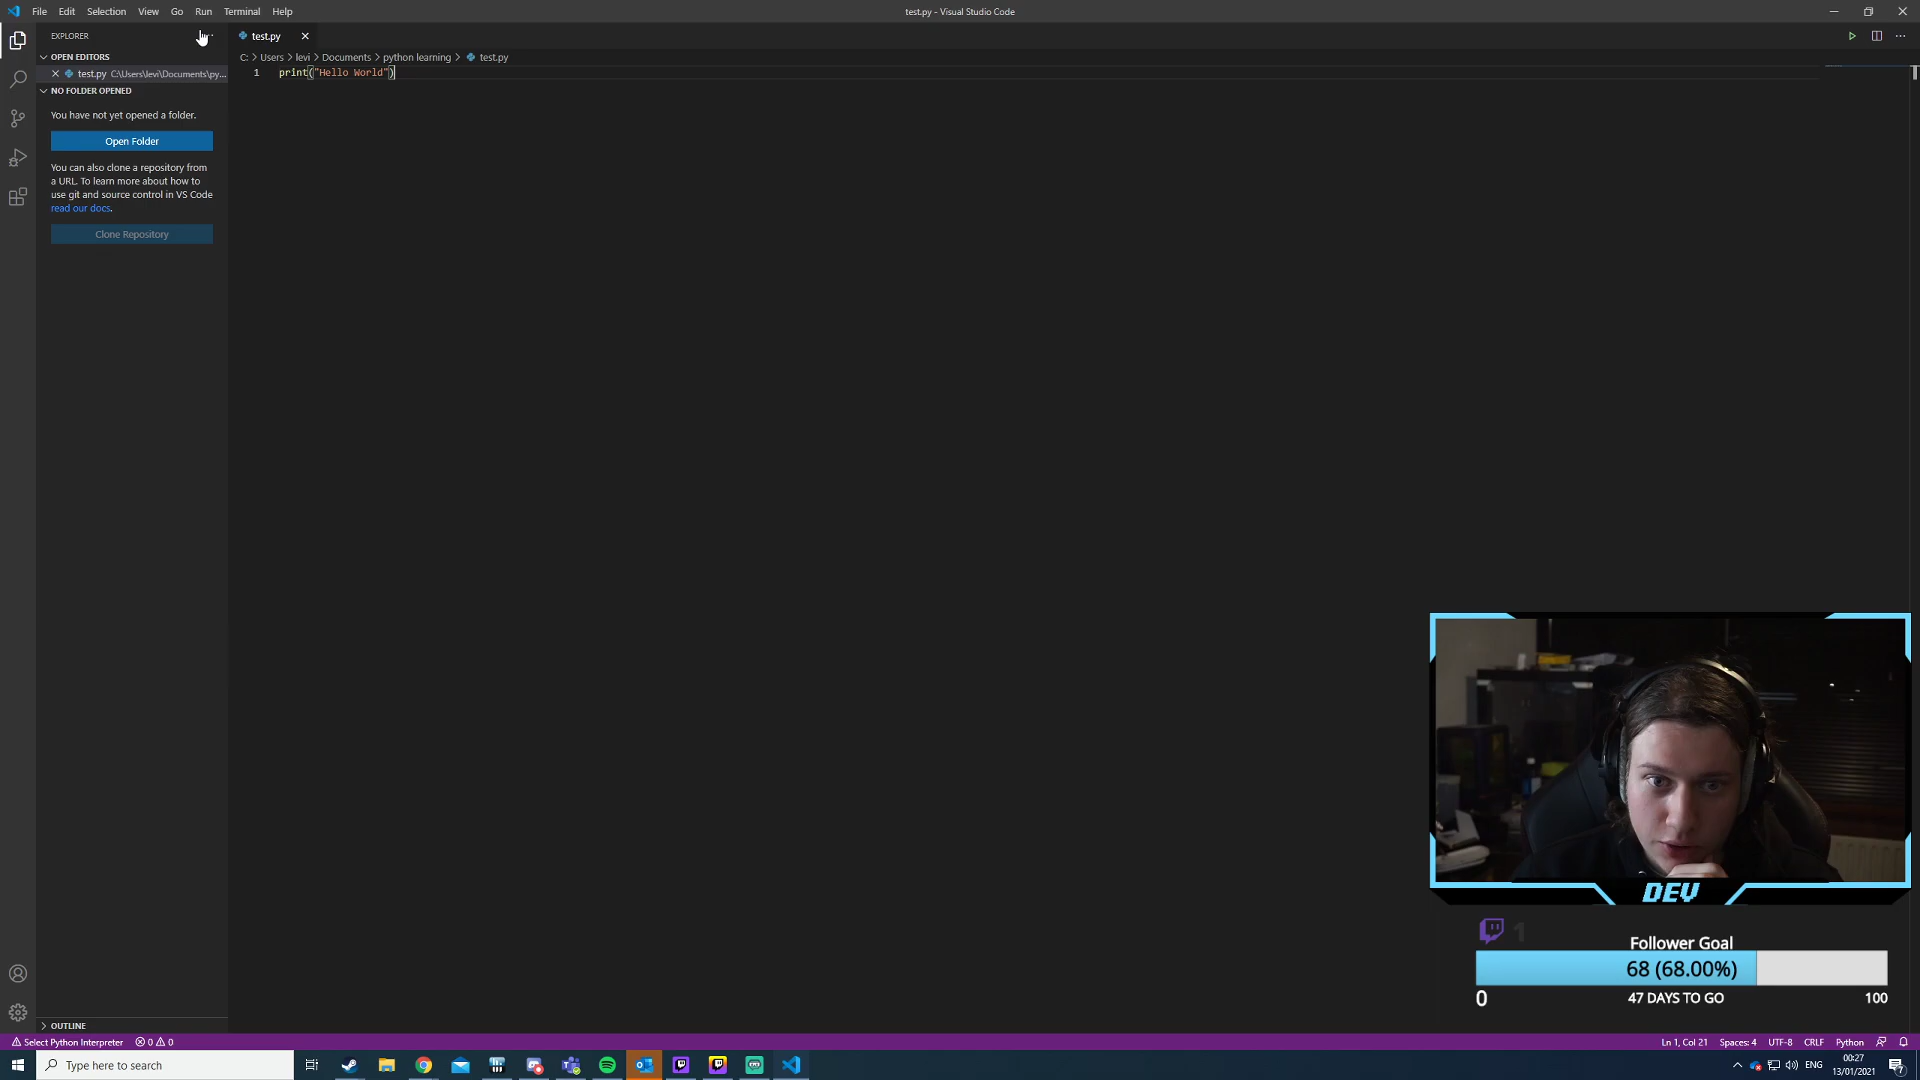 File Edit Selection View Go Run Terminal Help
test.py - Visual Studio Code
EXPLORER
test.py
OPEN EDITORS
C: > Users > levi > Documents > python learning > test.py
test.py C:\Users\levi\Documents\py...
1 print("Hello World")
NO FOLDER OPENED
You have not yet opened a folder.
Open Folder
You can also clone a repository from
a URL. To learn more about how to
use git and source control in VS Code
read our docs.
Clone Repository
DEV
1
Follower Goal
68 (68.00%)
0 47 DAYS TO GO 100
OUTLINE
Select Python Interpreter 0 0
Ln 1, Col 21 Spaces: 4 UTF-8 CRLF Python
Type here to search
ENG
00:27
13/01/2021
7